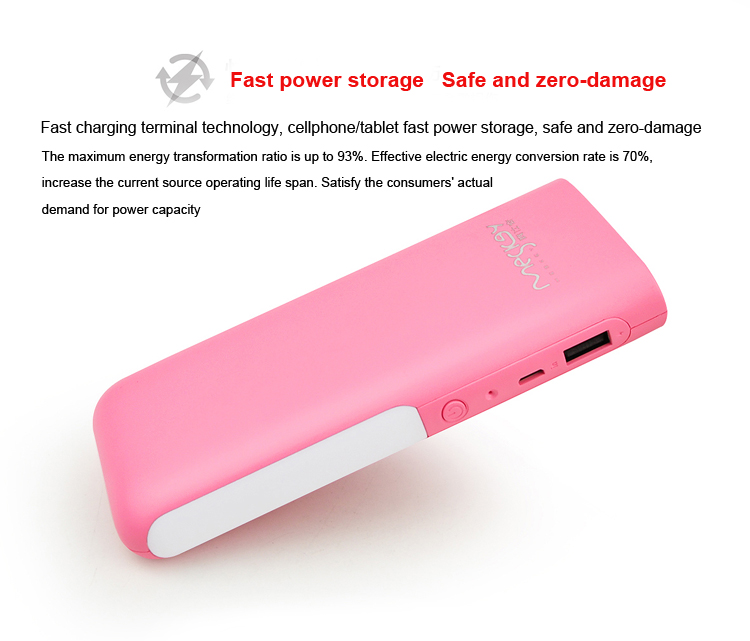 Fast power storage   Safe and zero-damage
Fast charging terminal technology, cellphone/tablet fast power storage, safe and zero-damage
The maximum energy transformation ratio is up to 93%. Effective electric energy conversion rate is 70%,
increase the current source operating life span. Satisfy the consumers' actual
demand for power capacity